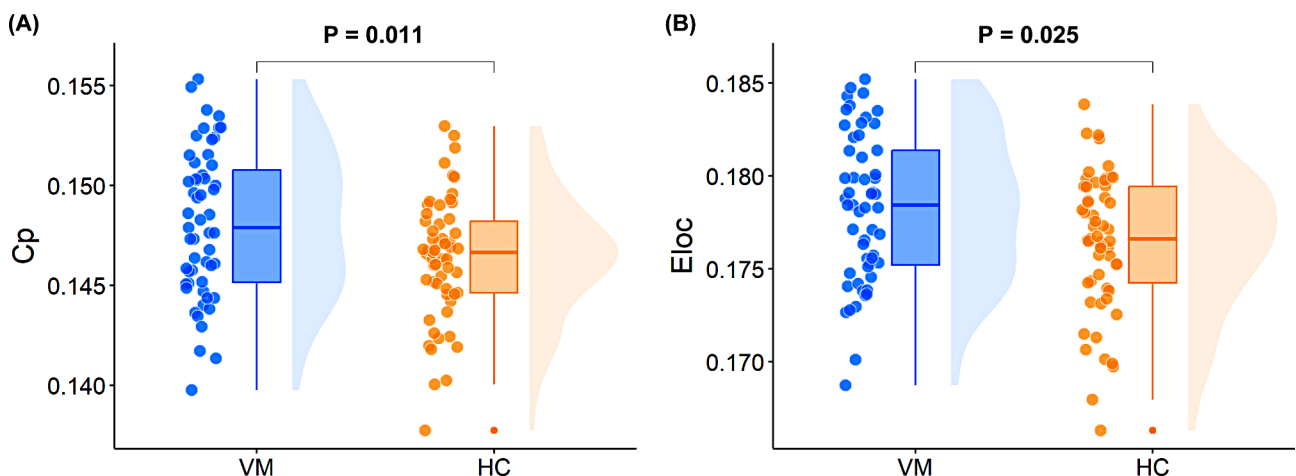 (A)
P = 0.011
Cp
0.155
0.150
0.145
0.140
VM
HC
(B)
P = 0.025
Eloc
0.185
0.180
0.175
0.170
VM
HC